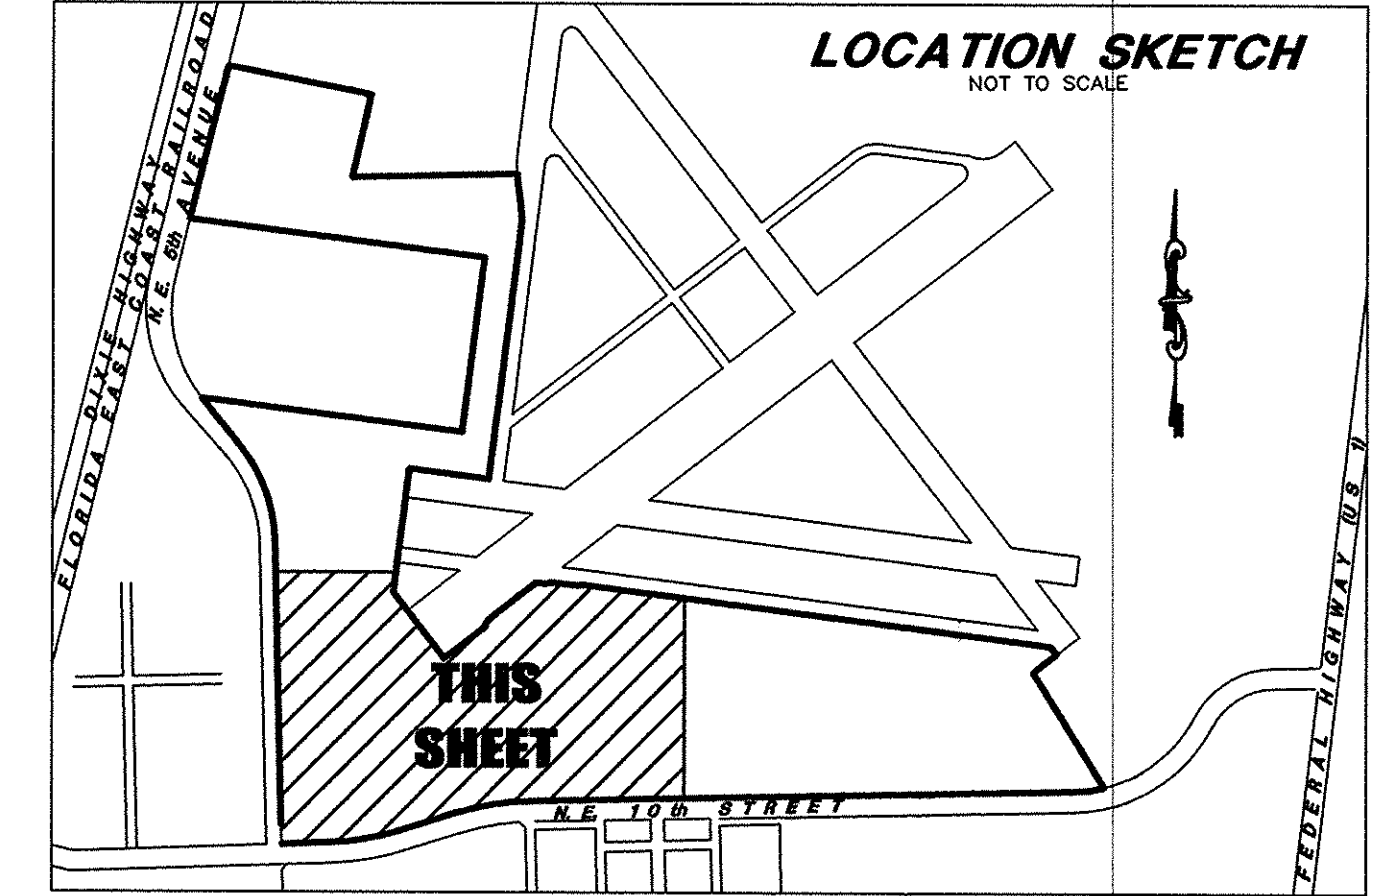 LOCATION SKETCH
NOT TO SCALE
DIXIE HIGHWAY
FLORIDA EAST COAST RAILROAD
N. E. 5th AVENUE
FEDERAL HIGHWAY (US 1)
THIS
SHEET
N. E. 10th STREET